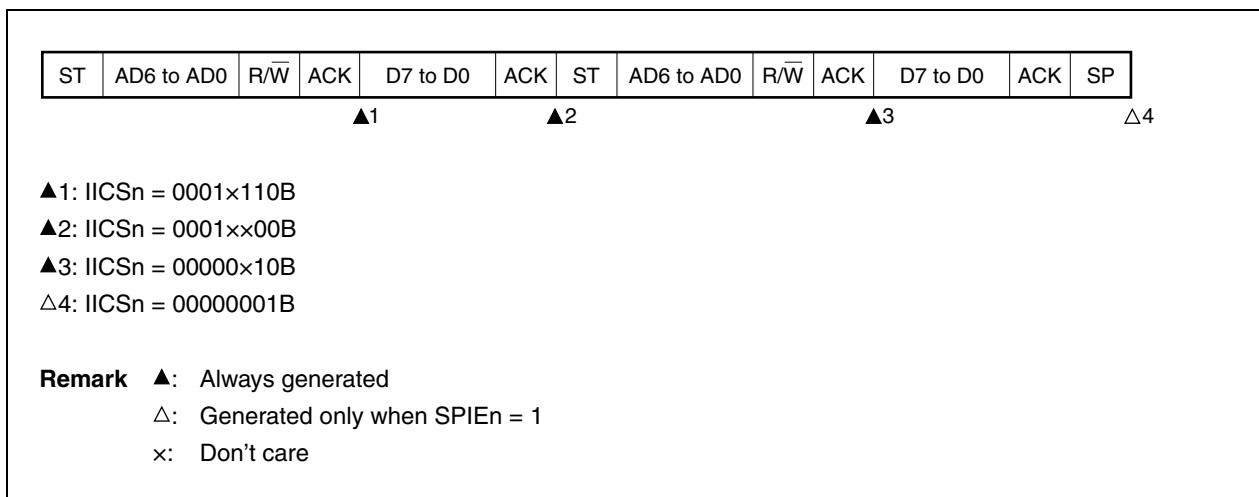 ST AD6 to AD0 R/W̅ ACK D7 to D0 ACK ST AD6 to AD0 R/W̅ ACK D7 to D0 ACK SP
▲1 ▲2 ▲3 △4
▲1: IICSn = 0001×110B
▲2: IICSn = 0001××00B
▲3: IICSn = 00000×10B
△4: IICSn = 00000001B
Remark ▲: Always generated
△: Generated only when SPIEn = 1
×: Don't care